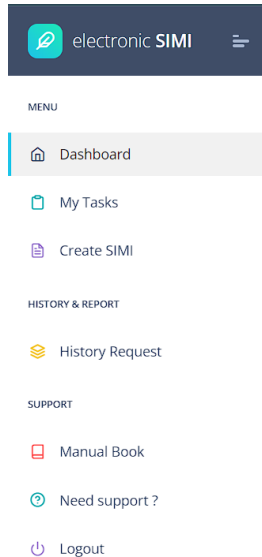 electronic SIMI
MENU
Dashboard
My Tasks
Create SIMI
HISTORY & REPORT
History Request
SUPPORT
Manual Book
Need support ?
Logout